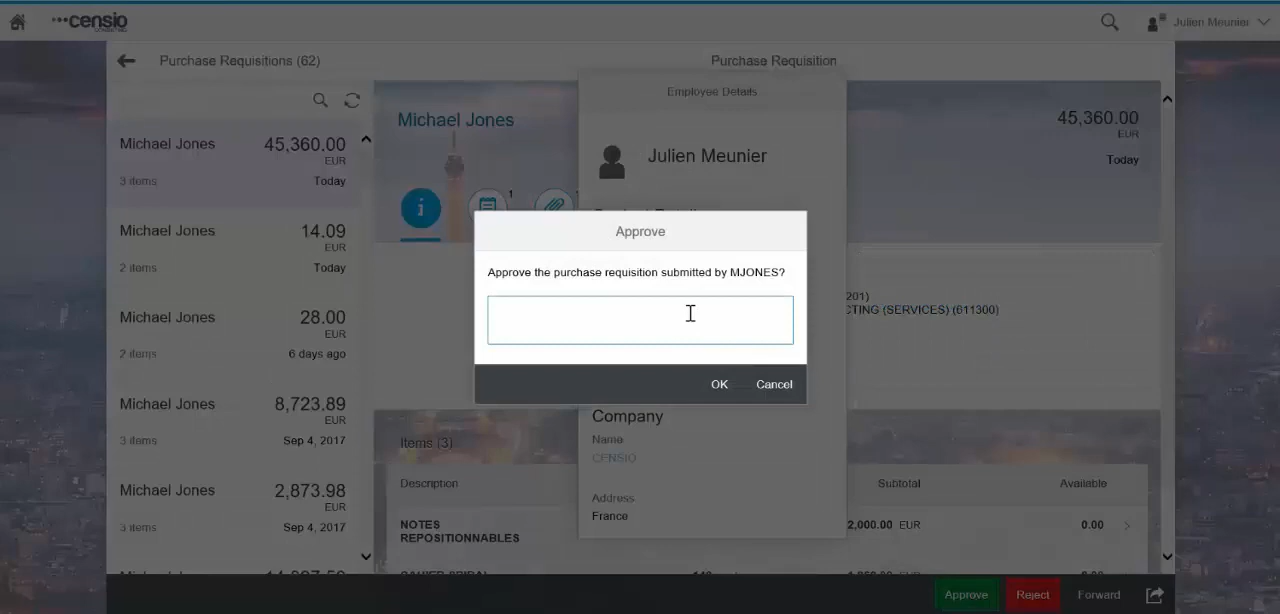 censio
CONSULTING
Julien Meunier
Purchase Requisitions (62)
Purchase Requisition
Michael Jones
45,360.00
EUR
3 items
Today
Michael Jones
14.09
EUR
2 items
Today
Michael Jones
28.00
EUR
2 items
6 days ago
Michael Jones
8,723.89
EUR
3 items
Sep 4, 2017
Michael Jones
2,873.98
EUR
3 items
Sep 4, 2017
Michael Jones
45,360.00
EUR
Today
1
Employee Details
Julien Meunier
Approve
Approve the purchase requisition submitted by MJONES?
OK
Cancel
201)
CTING (SERVICES) (611300)
Company
Name
CENSIO
Address
France
Items (3)
Description
Subtotal
Available
NOTES
REPOSITIONNABLES
2,000.00 EUR
0.00
Approve
Reject
Forward